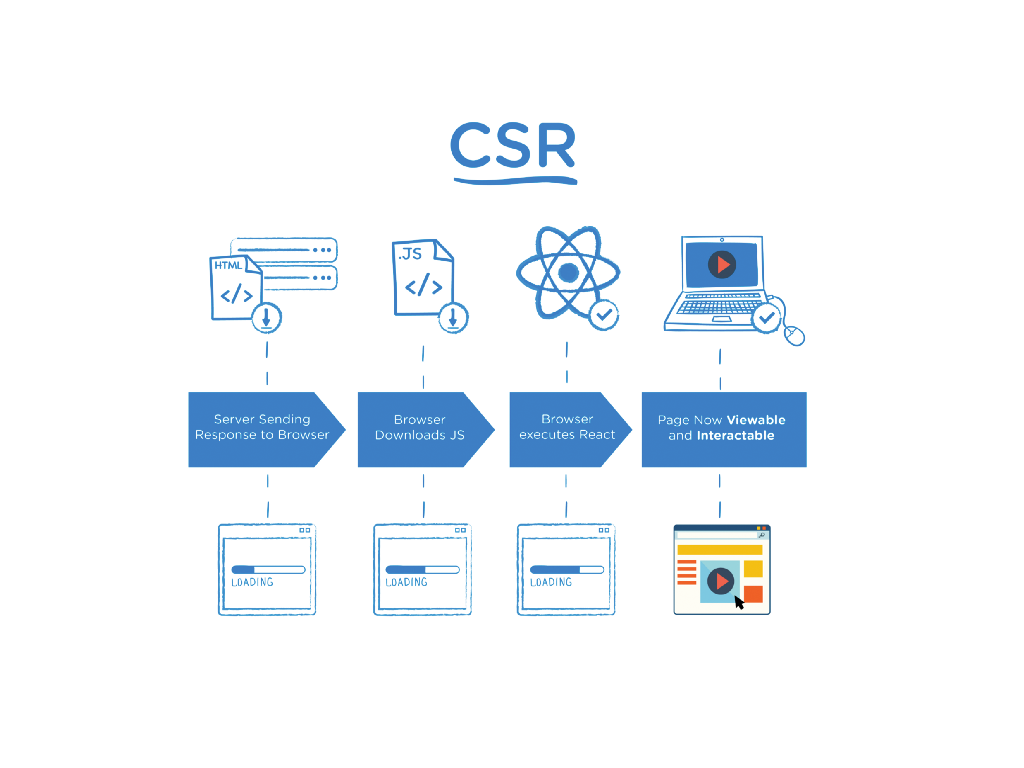 CSR
HTML
</>
.JS
</>
Server Sending
Response to Browser
Browser
Downloads JS
Browser
executes React
Page Now Viewable
and Interactable
LOADING
LOADING
LOADING